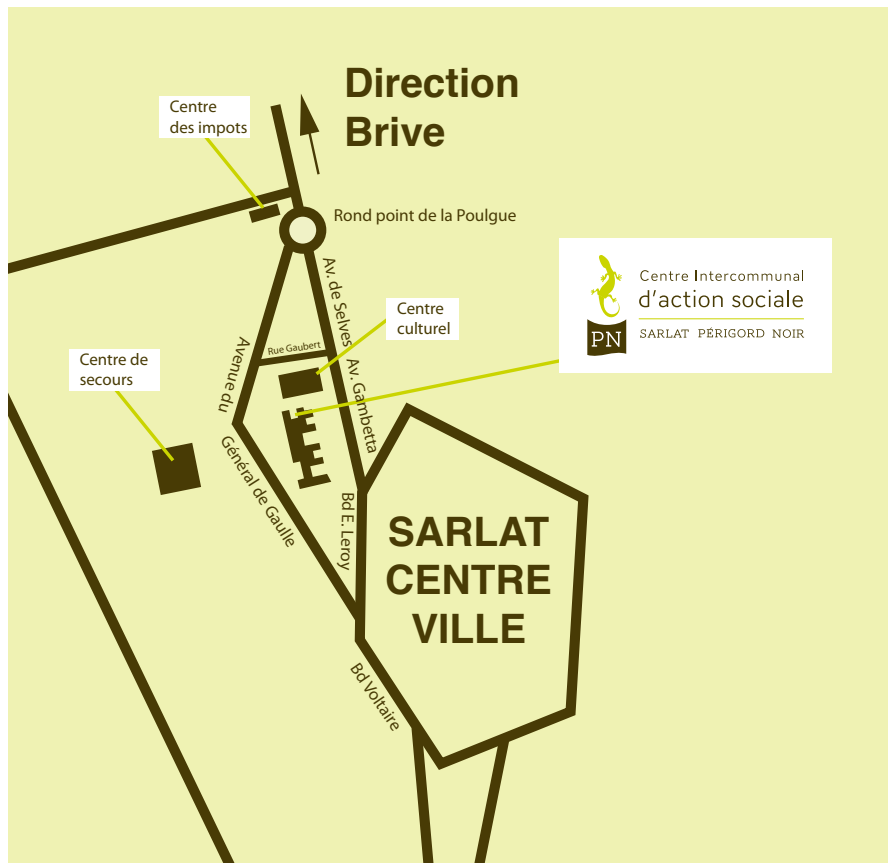 Direction
Brive
Centre
des impots
Rond point de la Poulgue
Centre Intercommunal
d'action sociale
PN
SARLAT PÉRIGORD NOIR
Av. de Selves
Centre
culturel
Rue Gaubert
Avenue du
Centre de
secours
Av. Gambetta
Général de Gaulle
Bd E. Leroy
SARLAT
CENTRE
VILLE
Bd Voltaire